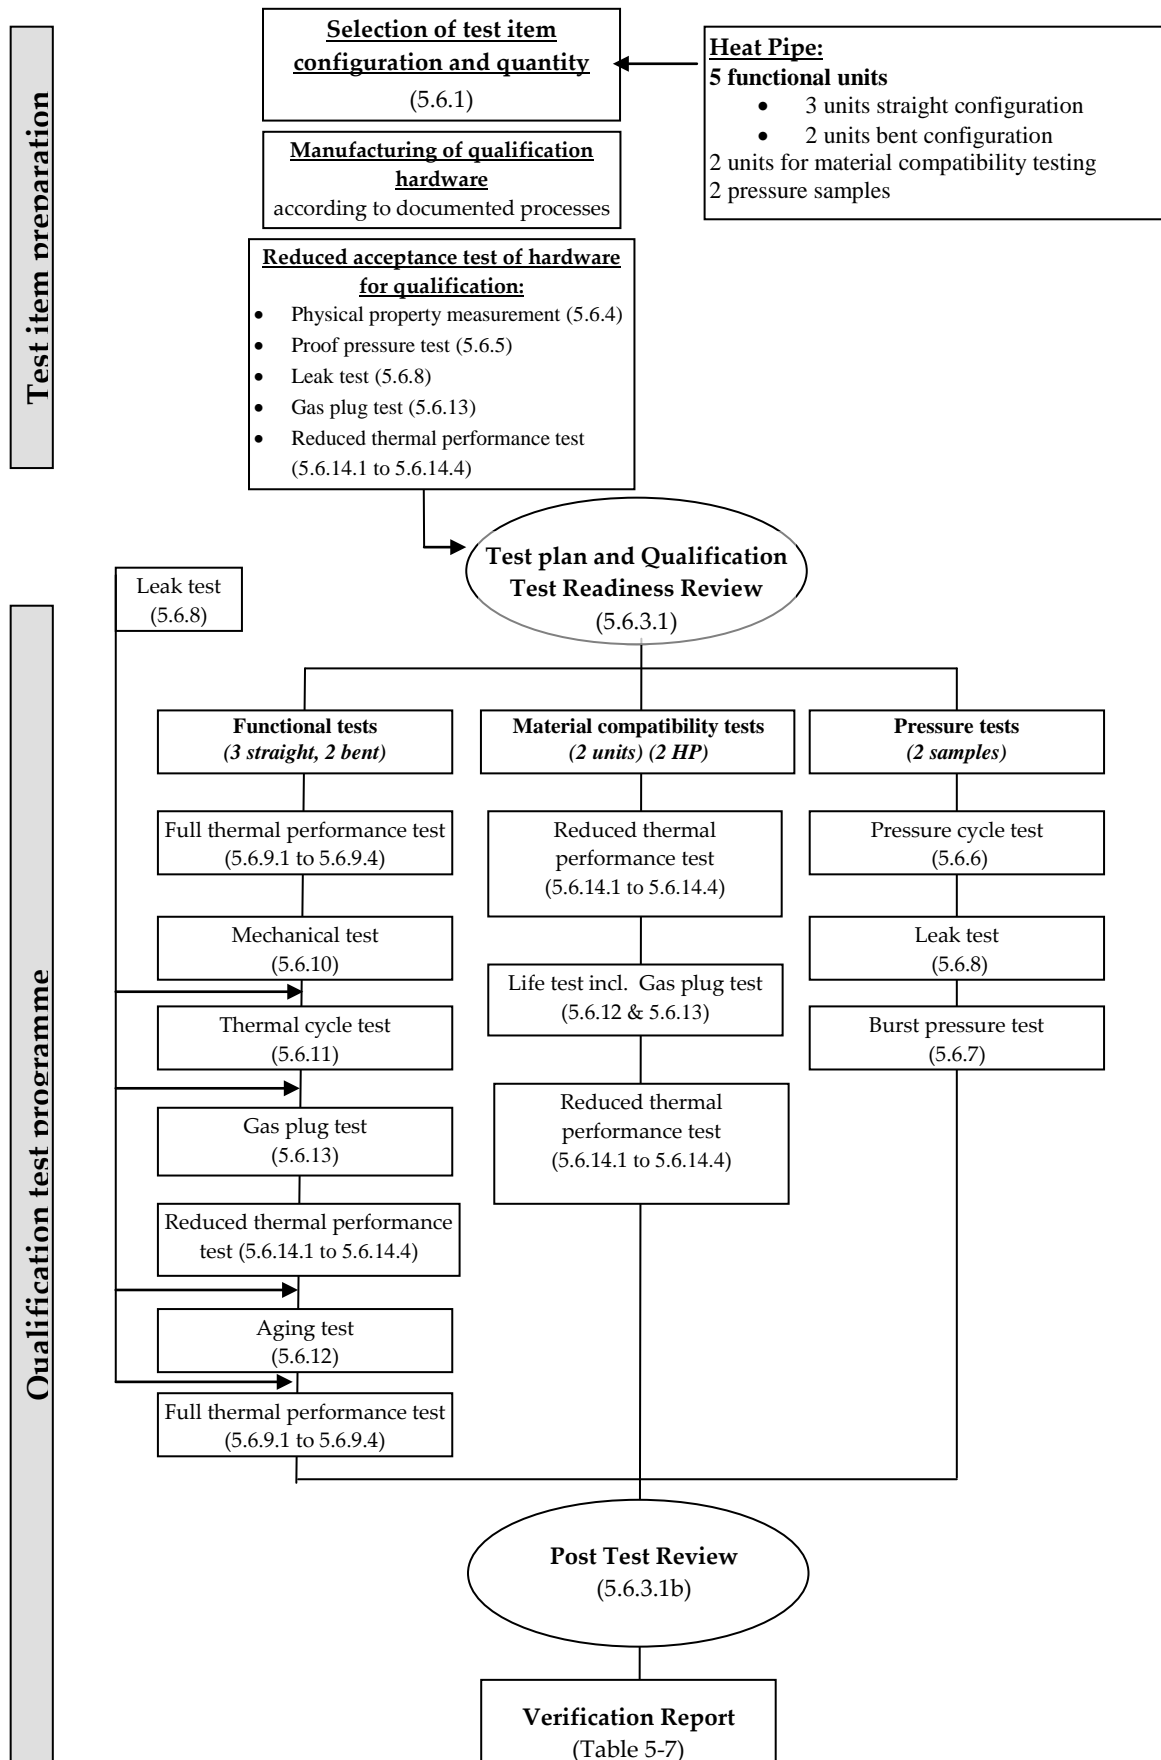 Test item preparation
Selection of test item
configuration and quantity
(5.6.1)
Heat Pipe:
5 functional units
• 3 units straight configuration
• 2 units bent configuration
2 units for material compatibility testing
2 pressure samples
Manufacturing of qualification
hardware
according to documented processes
Reduced acceptance test of hardware
for qualification:
• Physical property measurement (5.6.4)
• Proof pressure test (5.6.5)
• Leak test (5.6.8)
• Gas plug test (5.6.13)
• Reduced thermal performance test
(5.6.14.1 to 5.6.14.4)
Test plan and Qualification
Test Readiness Review
(5.6.3.1)
Qualification test programme
Leak test
(5.6.8)
Functional tests
(3 straight, 2 bent)
Full thermal performance test
(5.6.9.1 to 5.6.9.4)
Mechanical test
(5.6.10)
Thermal cycle test
(5.6.11)
Gas plug test
(5.6.13)
Reduced thermal performance
test (5.6.14.1 to 5.6.14.4)
Aging test
(5.6.12)
Full thermal performance test
(5.6.9.1 to 5.6.9.4)
Material compatibility tests
(2 units) (2 HP)
Reduced thermal
performance test
(5.6.14.1 to 5.6.14.4)
Life test incl. Gas plug test
(5.6.12 & 5.6.13)
Reduced thermal
performance test
(5.6.14.1 to 5.6.14.4)
Pressure tests
(2 samples)
Pressure cycle test
(5.6.6)
Leak test
(5.6.8)
Burst pressure test
(5.6.7)
Post Test Review
(5.6.3.1b)
Verification Report
(Table 5-7)